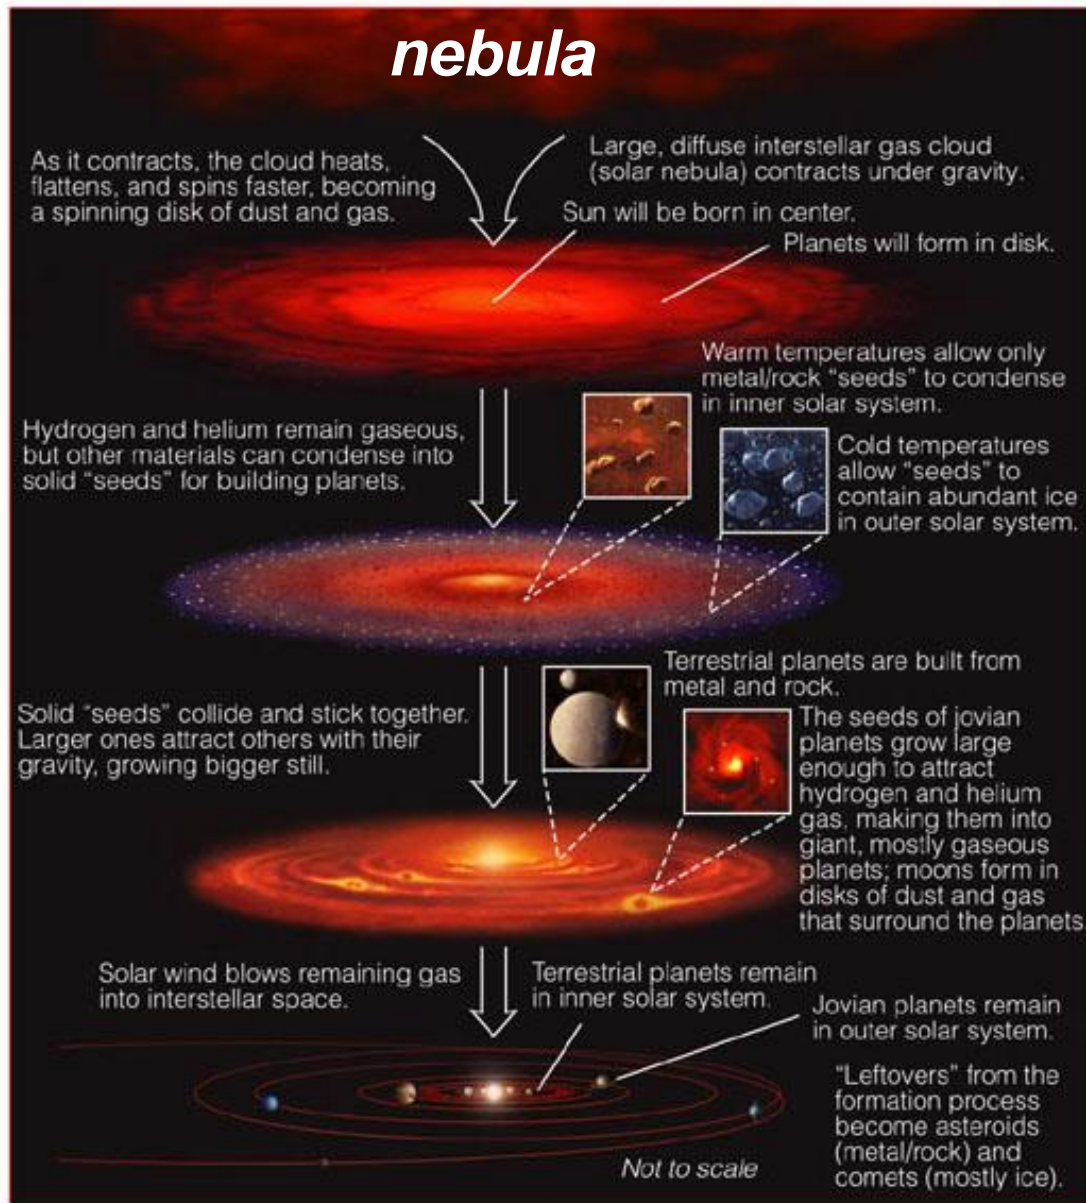 nebula
As it contracts, the cloud heats,
flattens, and spins faster, becoming
a spinning disk of dust and gas.
Large, diffuse interstellar gas cloud
(solar nebula) contracts under gravity.
Sun will be born in center.
Planets will form in disk.
Warm temperatures allow only
metal/rock “seeds” to condense
in inner solar system.
Hydrogen and helium remain gaseous,
but other materials can condense into
solid “seeds” for building planets.
Cold temperatures
allow “seeds” to
contain abundant ice
in outer solar system.
Terrestrial planets are built from
metal and rock.
Solid “seeds” collide and stick together.
Larger ones attract others with their
gravity, growing bigger still.
The seeds of jovian
planets grow large
enough to attract
hydrogen and helium
gas, making them into
giant, mostly gaseous
planets; moons form in
disks of dust and gas
that surround the planets.
Solar wind blows remaining gas
into interstellar space.
Terrestrial planets remain
in inner solar system.
Jovian planets remain
in outer solar system.
“Leftovers” from the
formation process
become asteroids
(metal/rock) and
comets (mostly ice).
Not to scale